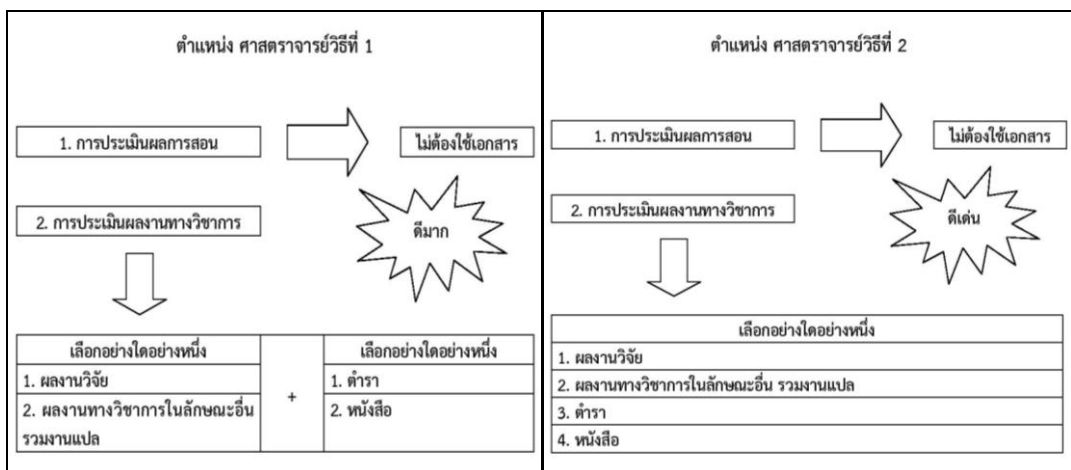 ตำแหน่ง ศาสตราจารย์วิธีที่ 1
1. การประเมินผลการสอน
ไม่ต้องใช้เอกสาร
2. การประเมินผลงานทางวิชาการ
ดีมาก
เลือกอย่างใดอย่างหนึ่ง
1. ผลงานวิจัย
2. ผลงานทางวิชาการในลักษณะอื่น
รวมงานแปล
+
เลือกอย่างใดอย่างหนึ่ง
1. ตำรา
2. หนังสือ
ตำแหน่ง ศาสตราจารย์วิธีที่ 2
1. การประเมินผลการสอน
ไม่ต้องใช้เอกสาร
2. การประเมินผลงานทางวิชาการ
ดีเด่น
เลือกอย่างใดอย่างหนึ่ง
1. ผลงานวิจัย
2. ผลงานทางวิชาการในลักษณะอื่น รวมงานแปล
3. ตำรา
4. หนังสือ